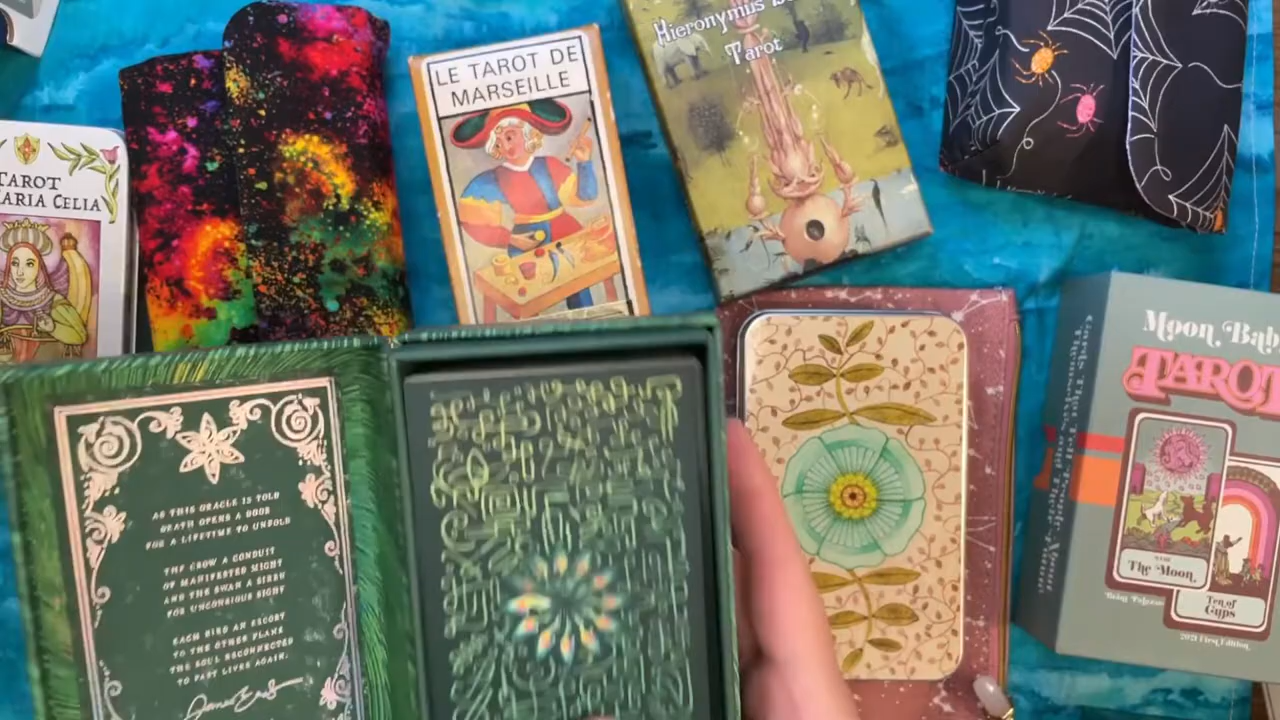 TAROT
MARIA CELIA
LE TAROT DE
MARSEILLE
Hieronymus
Tarot
Moon Bab
TAROT
The Moon
Ten of
Cups
2021 First Edition
AS THIS ORACLE IS TOLD
DEATH OPENS A DOOR
FOR A LIFETIME TO UNFOLD
THE CROW A CONDUIT
OF MANIFESTED MIGHT
AND THE SWAN A SIREN
FOR UNCONSIOUS SIGHT
EACH BIRD AN ESCORT
TO THE OTHER PLANE
THE SOUL RECONNECTED
TO PAST LIVES AGAIN.